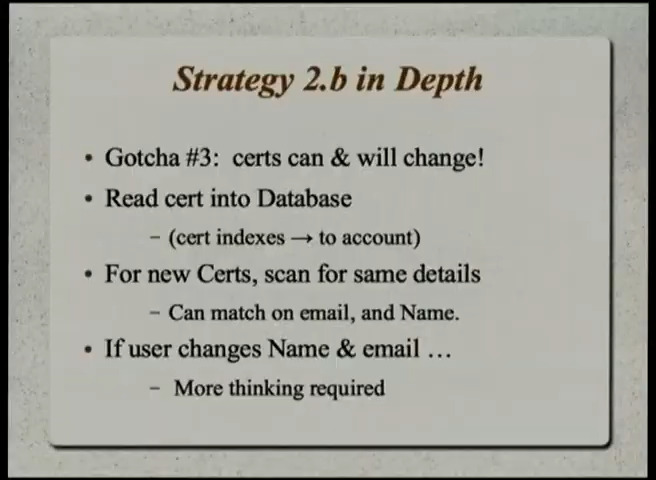 Strategy 2.b in Depth
• Gotcha #3: certs can & will change!
• Read cert into Database
– (cert indexes → to account)
• For new Certs, scan for same details
– Can match on email, and Name.
• If user changes Name & email …
– More thinking required